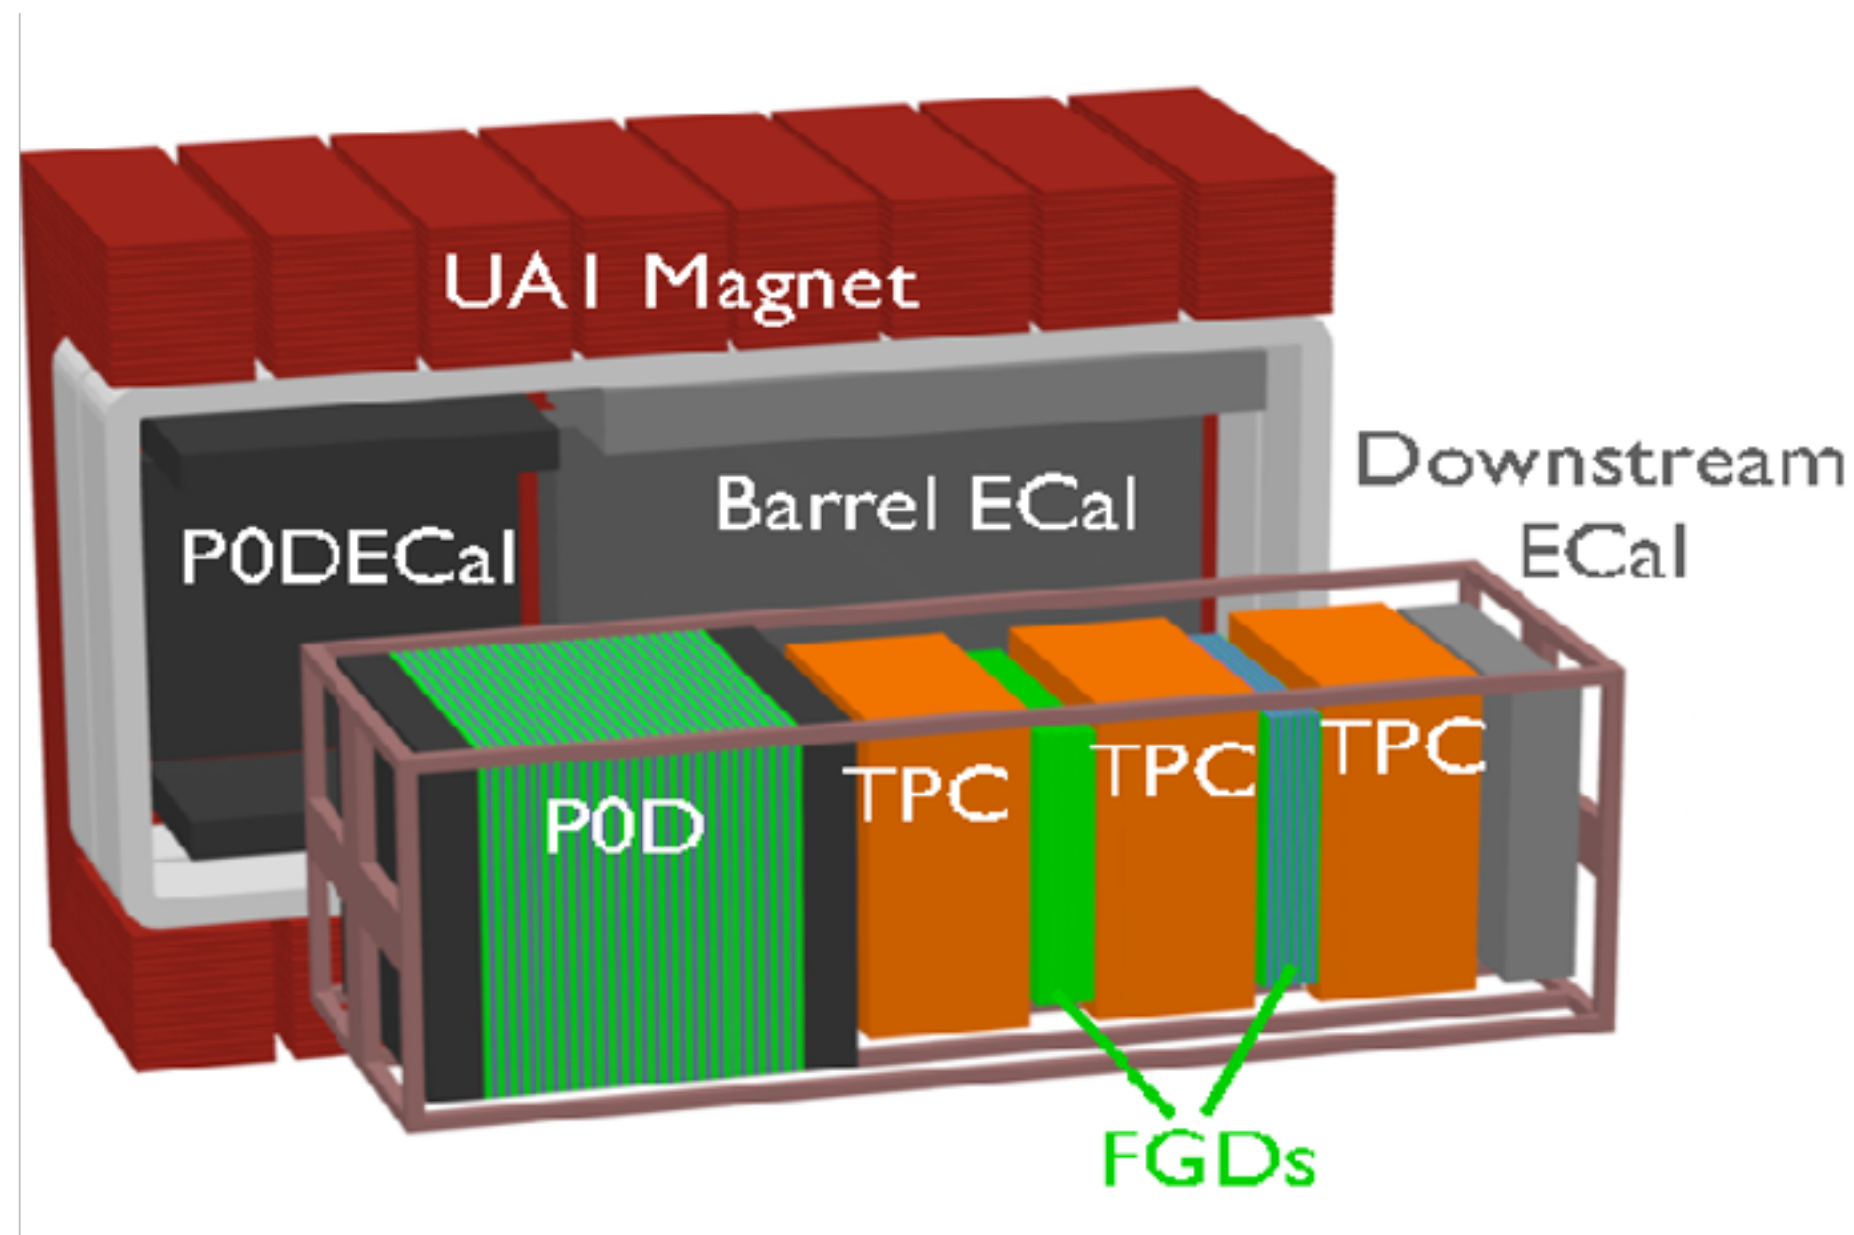 UA1 Magnet
Downstream
ECal
Barrel ECal
P0DECal
P0D
TPC
TPC
TPC
FGDs